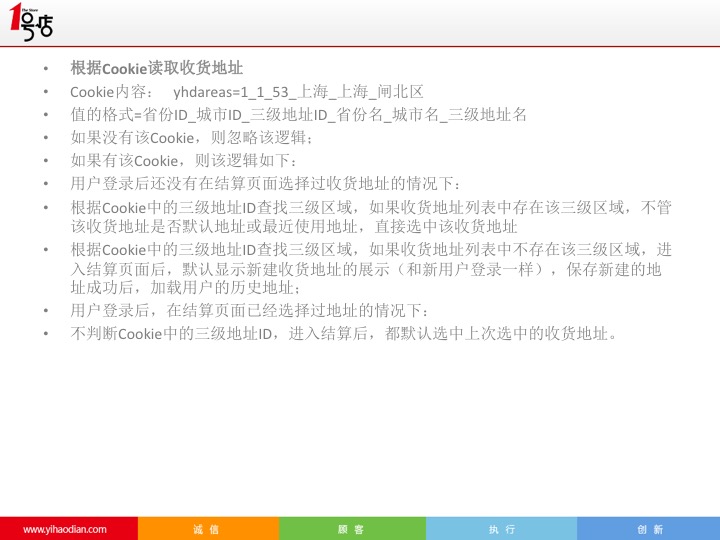 The Store
1号店
• 根据Cookie读取收货地址
• Cookie内容： yhdareas=1_1_53_上海_上海_闸北区
• 值的格式=省份ID_城市ID_三级地址ID_省份名_城市名_三级地址名
• 如果没有该Cookie，则忽略该逻辑；
• 如果有该Cookie，则该逻辑如下：
• 用户登录后还没有在结算页面选择过收货地址的情况下：
• 根据Cookie中的三级地址ID查找三级区域，如果收货地址列表中存在该三级区域，不管
该收货地址是否默认地址或最近使用地址，直接选中该收货地址
• 根据Cookie中的三级地址ID查找三级区域，如果收货地址列表中不存在该三级区域，进
入结算页面后，默认显示新建收货地址的展示（和新用户登录一样），保存新建的地
址成功后，加载用户的历史地址；
• 用户登录后，在结算页面已经选择过地址的情况下：
• 不判断Cookie中的三级地址ID，进入结算后，都默认选中上次选中的收货地址。
www.yihaodian.com 诚 信 顾 客 执 行 创 新